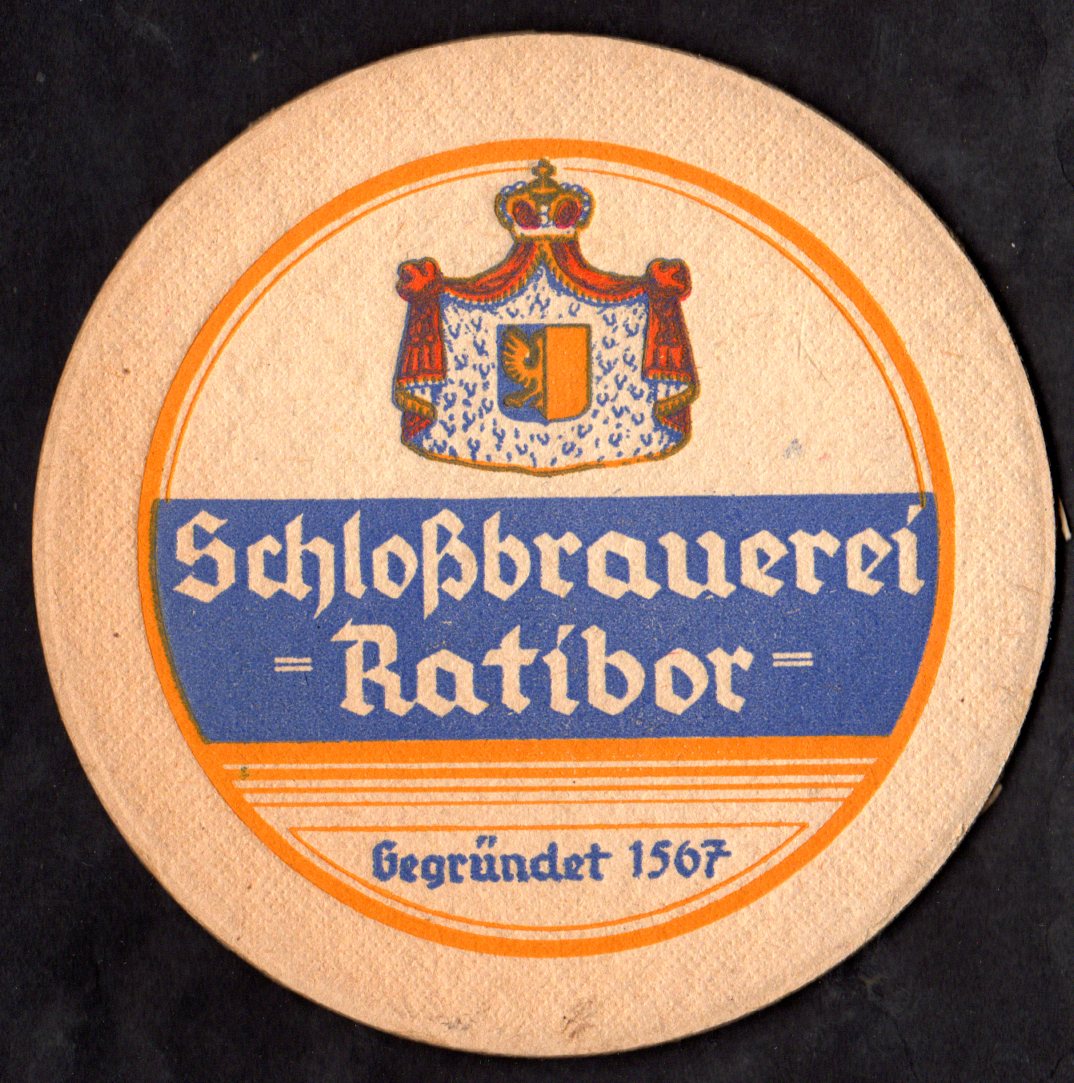 Schloßbrauerei
= Ratibor =
Gegründet 1567